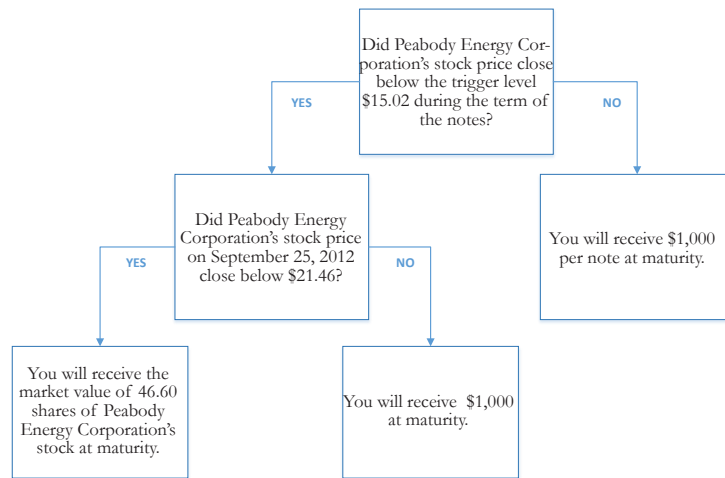 Did Peabody Energy Cor-
poration's stock price close
below the trigger level
$15.02 during the term of
the notes?
YES
NO
Did Peabody Energy
Corporation's stock price
on September 25, 2012
close below $21.46?
You will receive $1,000
per note at maturity.
YES
NO
You will receive the
market value of 46.60
shares of Peabody
Energy Corporation's
stock at maturity.
You will receive $1,000
at maturity.